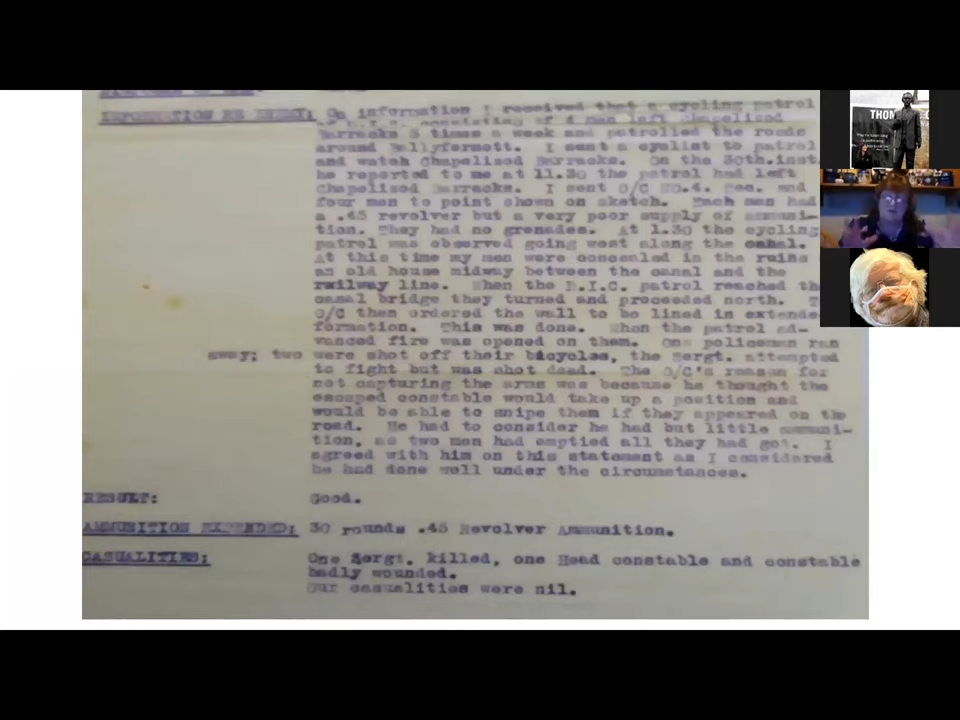 INFORMATION RE ENEMY: On information I received that a cycling patrol
of R.I.C. consisting of 4 men left Chapelizod
Barracks 3 times a week and patrolled the roads
around Ballyfermott. I sent a cyclist to patrol
and watch Chapelizod Barracks. On the 30th.inst.
he reported to me at 11.30 the patrol had left
Chapelizod Barracks. I sent O/C NO.4. Sec. and
four men to point shown on sketch. Each man had
a .45 revolver but a very poor supply of ammuni-
tion. They had no grenades. At 1.30 the cycling
patrol was observed going west along the canal.
At this time my men were concealed in the ruins
an old house midway between the canal and the
railway line. When the R.I.C. patrol reached th
canal bridge they turned and proceeded north. T
O/C then ordered the wall to be lined in extende
formation. This was done. When the patrol ad-
vanced fire was opened on them. One policeman ran
away; two were shot off their bicycles, the Sergt. attempted
to fight but was shot dead. The O/C's reason for
not capturing the arms was because he thought the
escaped constable would take up a position and
would be able to snipe them if they appeared on the
road. He had to consider he had but little ammuni-
tion, as two men had emptied all they had got. I
agreed with him on this statement as I considered
he had done well under the circumstances.
RESULT: Good.
AMMUNITION EXPENDED: 30 rounds .45 Revolver Ammunition.
CASUALITIES: One Sergt. killed, one Head constable and constable
badly wounded.
Our casualities were nil.
THOM